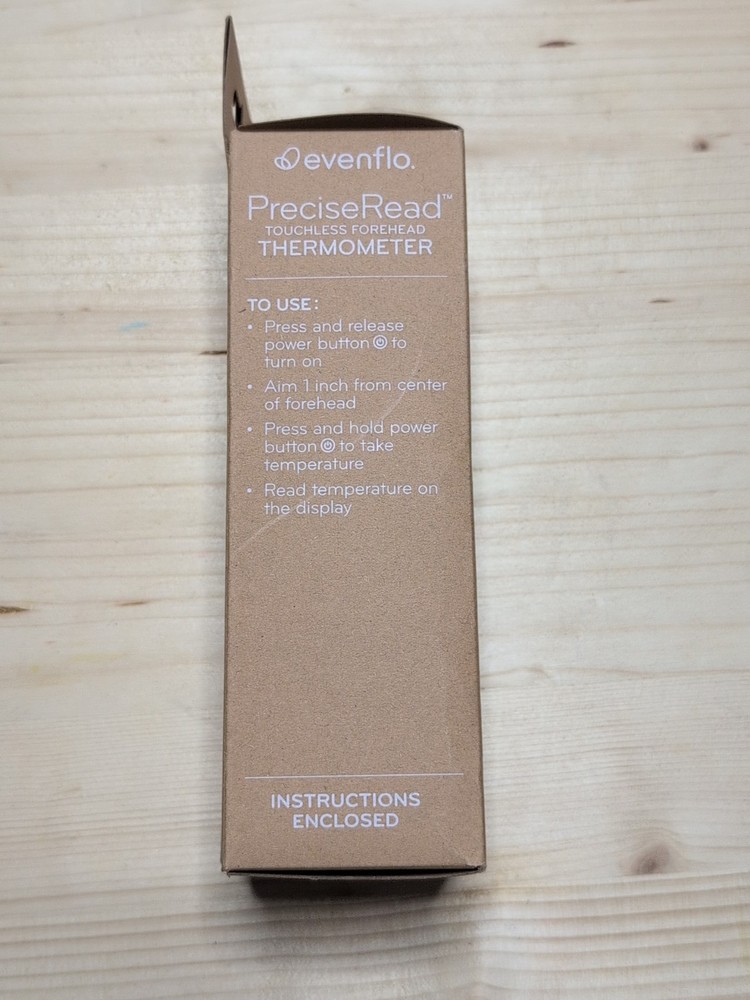 evenflo.
PreciseRead™
TOUCHLESS FOREHEAD
THERMOMETER
TO USE:
• Press and release
power button to
turn on
• Aim 1 inch from center
of forehead
• Press and hold power
button to take
temperature
• Read temperature on
the display
INSTRUCTIONS
ENCLOSED